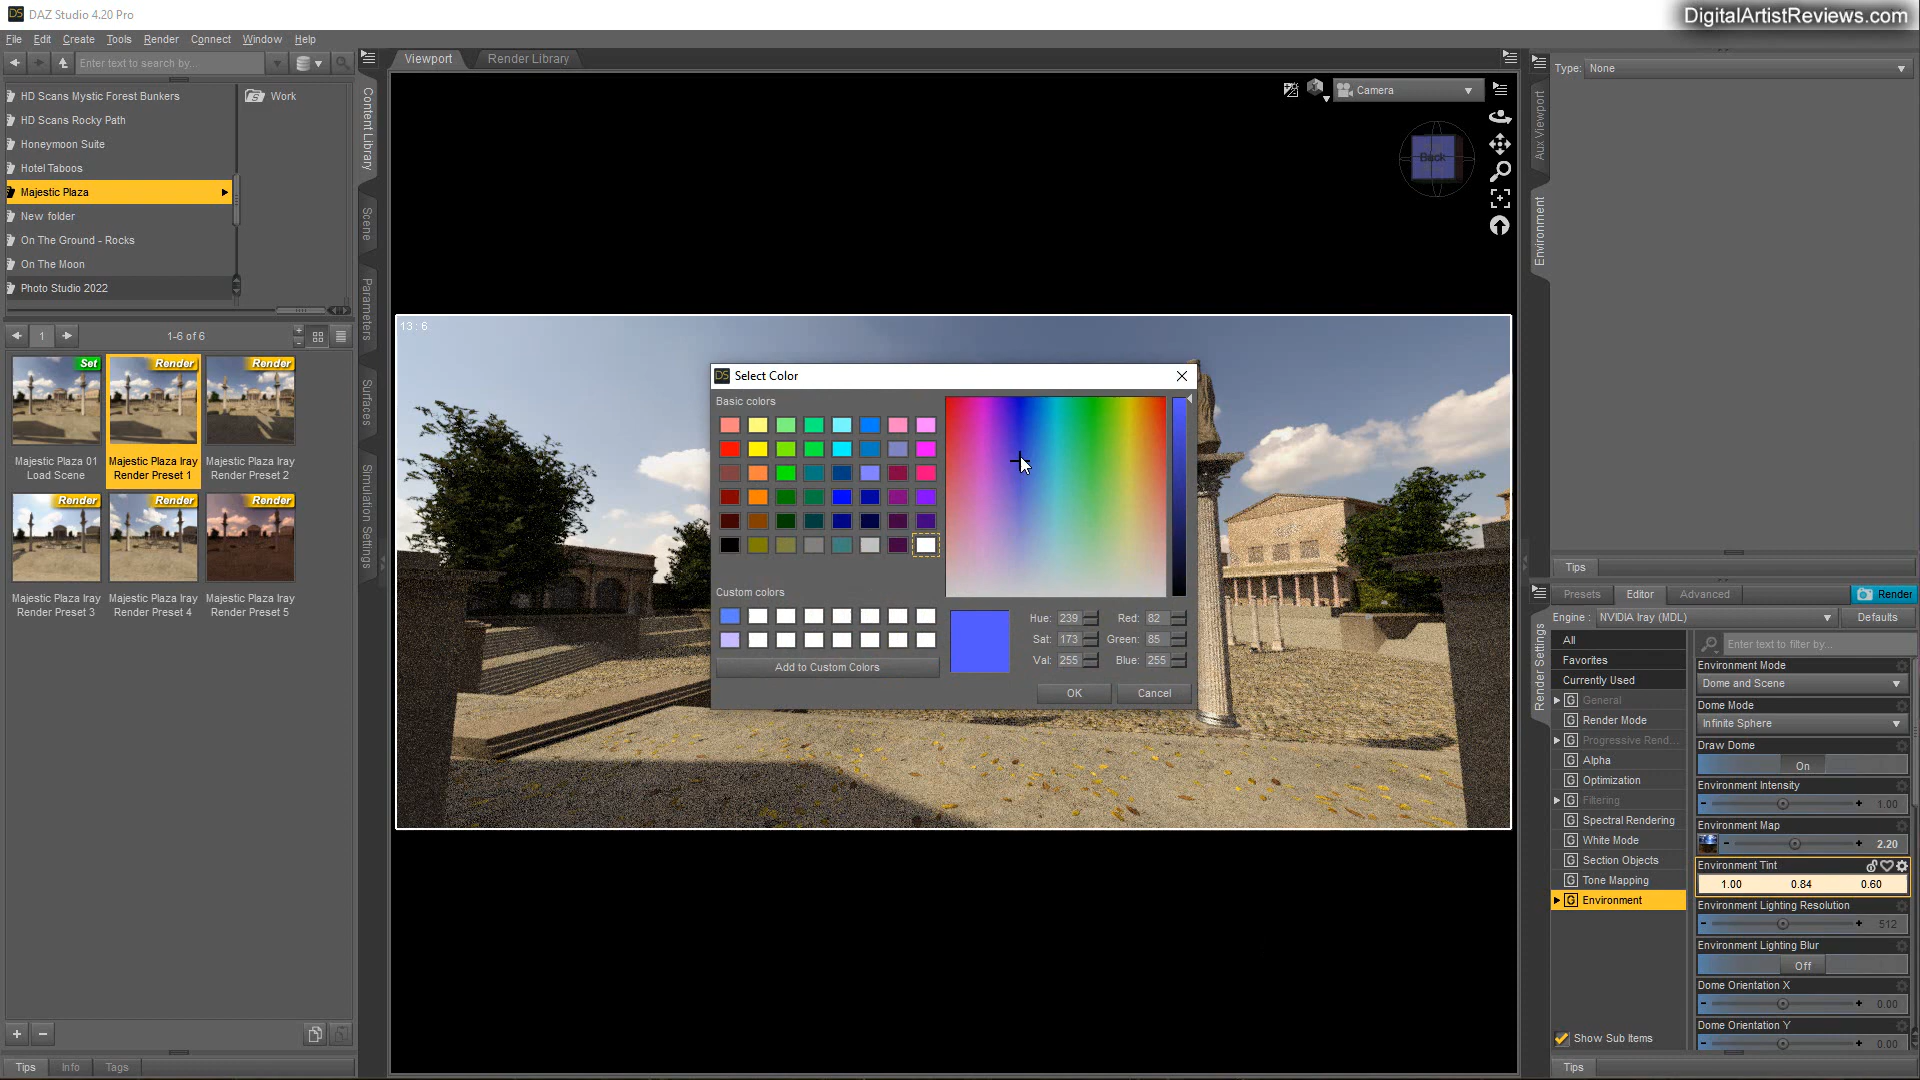 DAZ Studio 4.20 Pro
DigitalArtistReviews.com
File Edit Create Tools Render Connect Window Help
Enter text to search by...
HD Scans Mystic Forest Bunkers
HD Scans Rocky Path
Honeymoon Suite
Hotel Taboos
Majestic Plaza
New folder
On The Ground - Rocks
On The Moon
Photo Studio 2022
Work
1
1-6 of 6
Set
Render
Render
Majestic Plaza 01 Load Scene
Majestic Plaza Iray Render Preset 1
Majestic Plaza Iray Render Preset 2
Render
Render
Render
Majestic Plaza Iray Render Preset 3
Majestic Plaza Iray Render Preset 4
Majestic Plaza Iray Render Preset 5
Tips Info Tags
Content Library
Scene
Parameters
Surfaces
Simulation Settings
Viewport Render Library
Camera
Back
13 : 6
Select Color
Basic colors
Custom colors
Add to Custom Colors
Hue: 239 Red: 82
Sat: 173 Green: 85
Val: 255 Blue: 255
OK Cancel
Aux Viewport
Environment
Type: None
Tips
Render Settings
Presets Editor Advanced Render
Engine : NVIDIA Iray (MDL) Defaults
All
Favorites
Currently Used
General
Render Mode
Progressive Rend...
Alpha
Optimization
Filtering
Spectral Rendering
White Mode
Section Objects
Tone Mapping
Environment
Show Sub Items
Enter text to filter by...
Environment Mode
Dome and Scene
Dome Mode
Infinite Sphere
Draw Dome
On
Environment Intensity
1.00
Environment Map
2.20
Environment Tint
1.00 0.84 0.60
Environment Lighting Resolution
512
Environment Lighting Blur
Off
Dome Orientation X
0.00
Dome Orientation Y
0.00
Tips